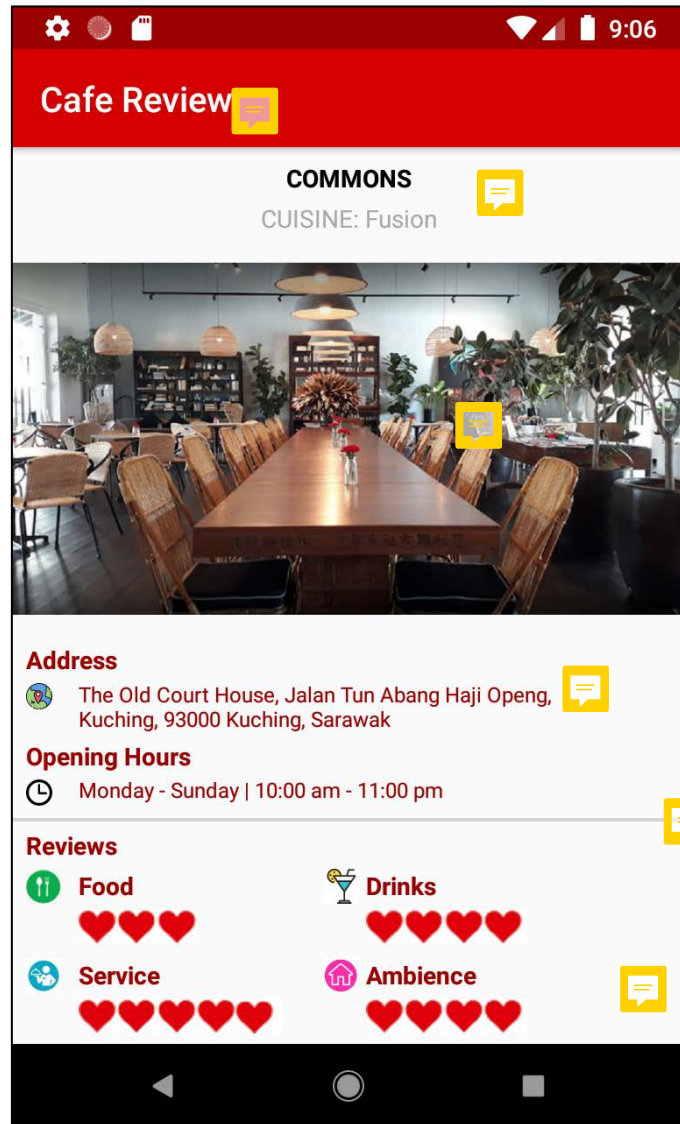 9:06
Cafe Review
COMMONS
CUISINE: Fusion
Address
The Old Court House, Jalan Tun Abang Haji Openg,
Kuching, 93000 Kuching, Sarawak
Opening Hours
Monday - Sunday | 10:00 am - 11:00 pm
Reviews
Food
Drinks
Service
Ambience